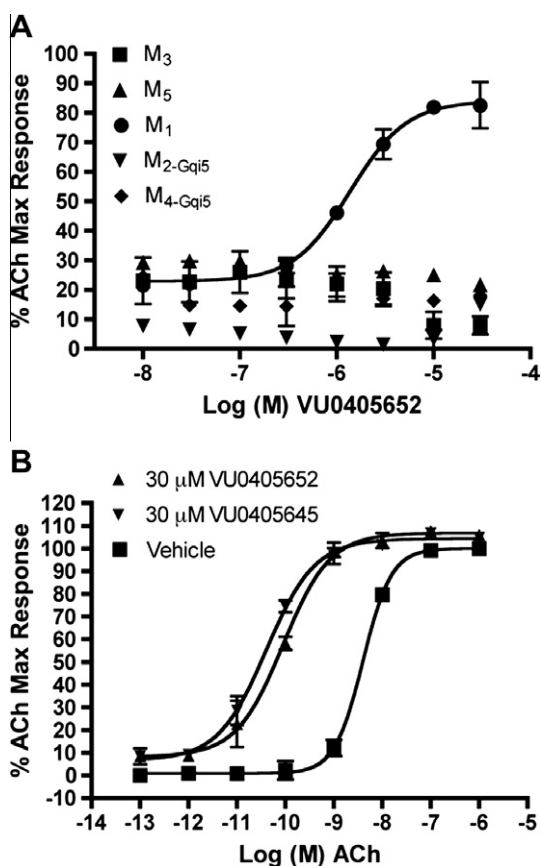 A
M3
M5
M1
M2-Gqi5
M4-Gqi5
% ACh Max Response
100
90
80
70
60
50
40
30
20
10
0
-8
-7
-6
-5
-4
Log (M) VU0405652
B
30 μM VU0405652
30 μM VU0405645
Vehicle
% ACh Max Response
120
110
100
90
80
70
60
50
40
30
20
10
0
-10
-14
-13
-12
-11
-10
-9
-8
-7
-6
-5
Log (M) ACh